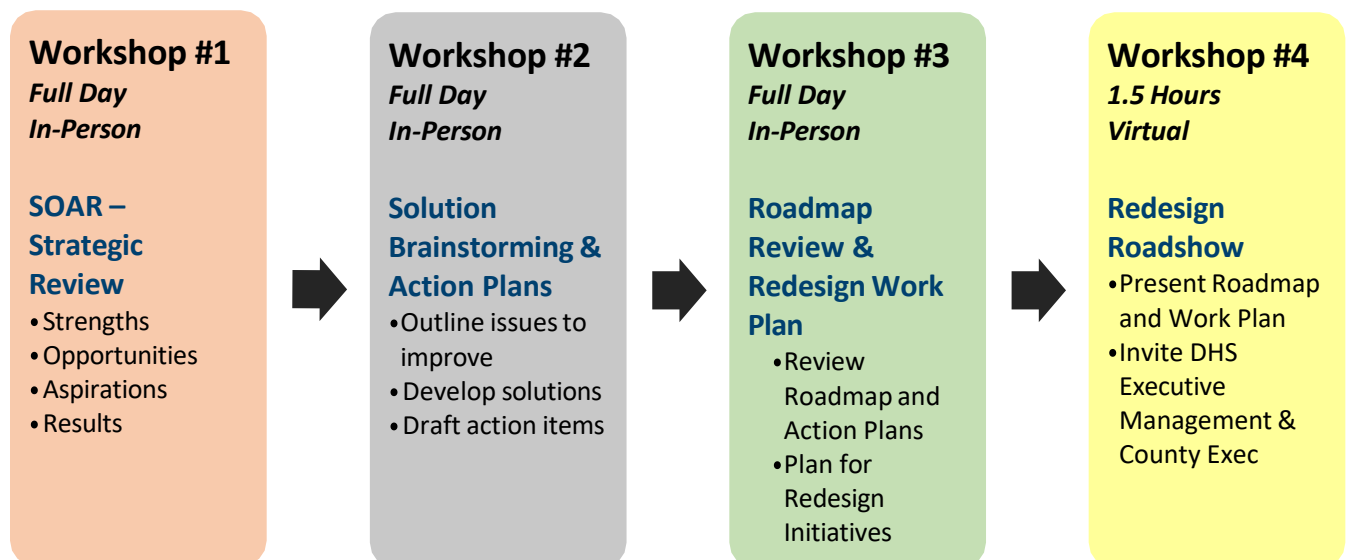 Workshop #1
Full Day
In-Person
SOAR –
Strategic
Review
• Strengths
• Opportunities
• Aspirations
• Results
Workshop #2
Full Day
In-Person
Solution
Brainstorming &
Action Plans
• Outline issues to
improve
• Develop solutions
• Draft action items
Workshop #3
Full Day
In-Person
Roadmap
Review &
Redesign Work
Plan
• Review
Roadmap and
Action Plans
• Plan for
Redesign
Initiatives
Workshop #4
1.5 Hours
Virtual
Redesign
Roadshow
• Present Roadmap
and Work Plan
• Invite DHS
Executive
Management &
County Exec